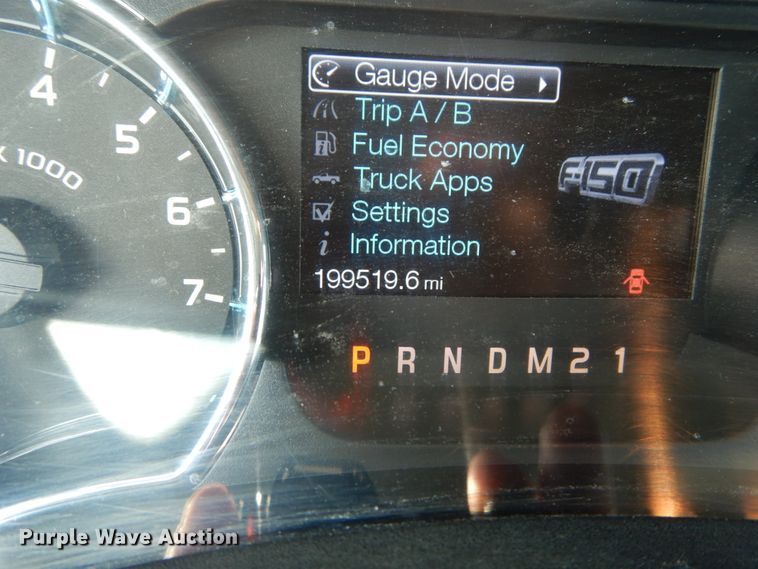 4
5
x 1000
6
7
Gauge Mode
Trip A / B
Fuel Economy
Truck Apps
F-150
Settings
Information
199519.6 mi
P R N D M 2 1
Purple Wave Auction